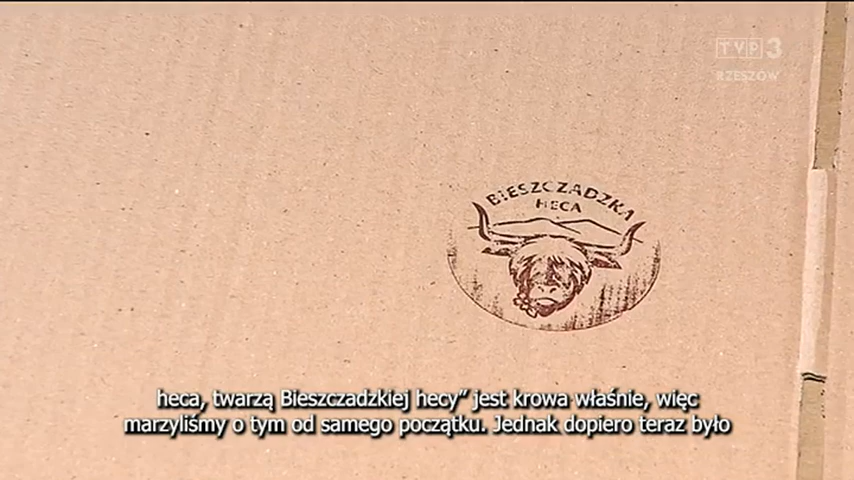 TVP3
RZESZÓW
BIESZCZADZKA
HECA
heca, twarzą Bieszczadzkiej hecy” jest krowa właśnie, więc
marzyliśmy o tym od samego początku. Jednak dopiero teraz było